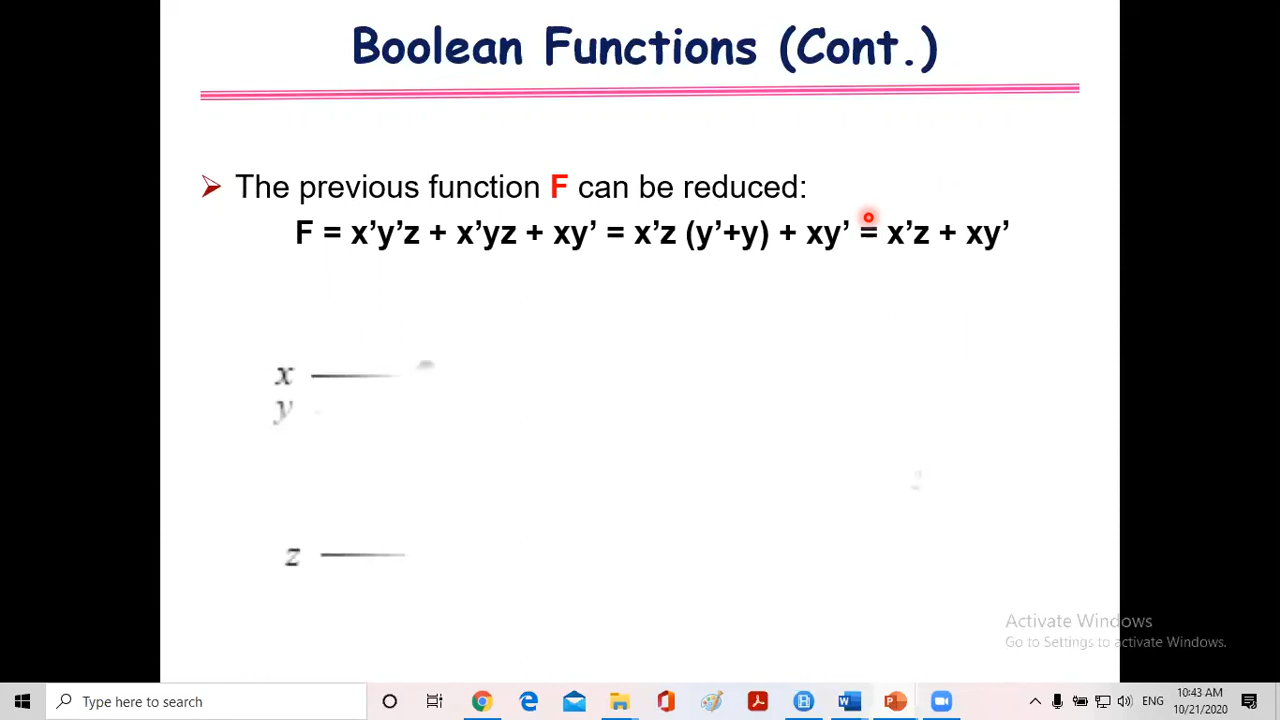 Boolean Functions (Cont.)
The previous function F can be reduced:
F = x’y’z + x’yz + xy’ = x’z (y’+y) + xy’ = x’z + xy’
x
y
z
Activate Windows
Go to Settings to activate Windows.
Type here to search
ENG
10:43 AM
10/21/2020